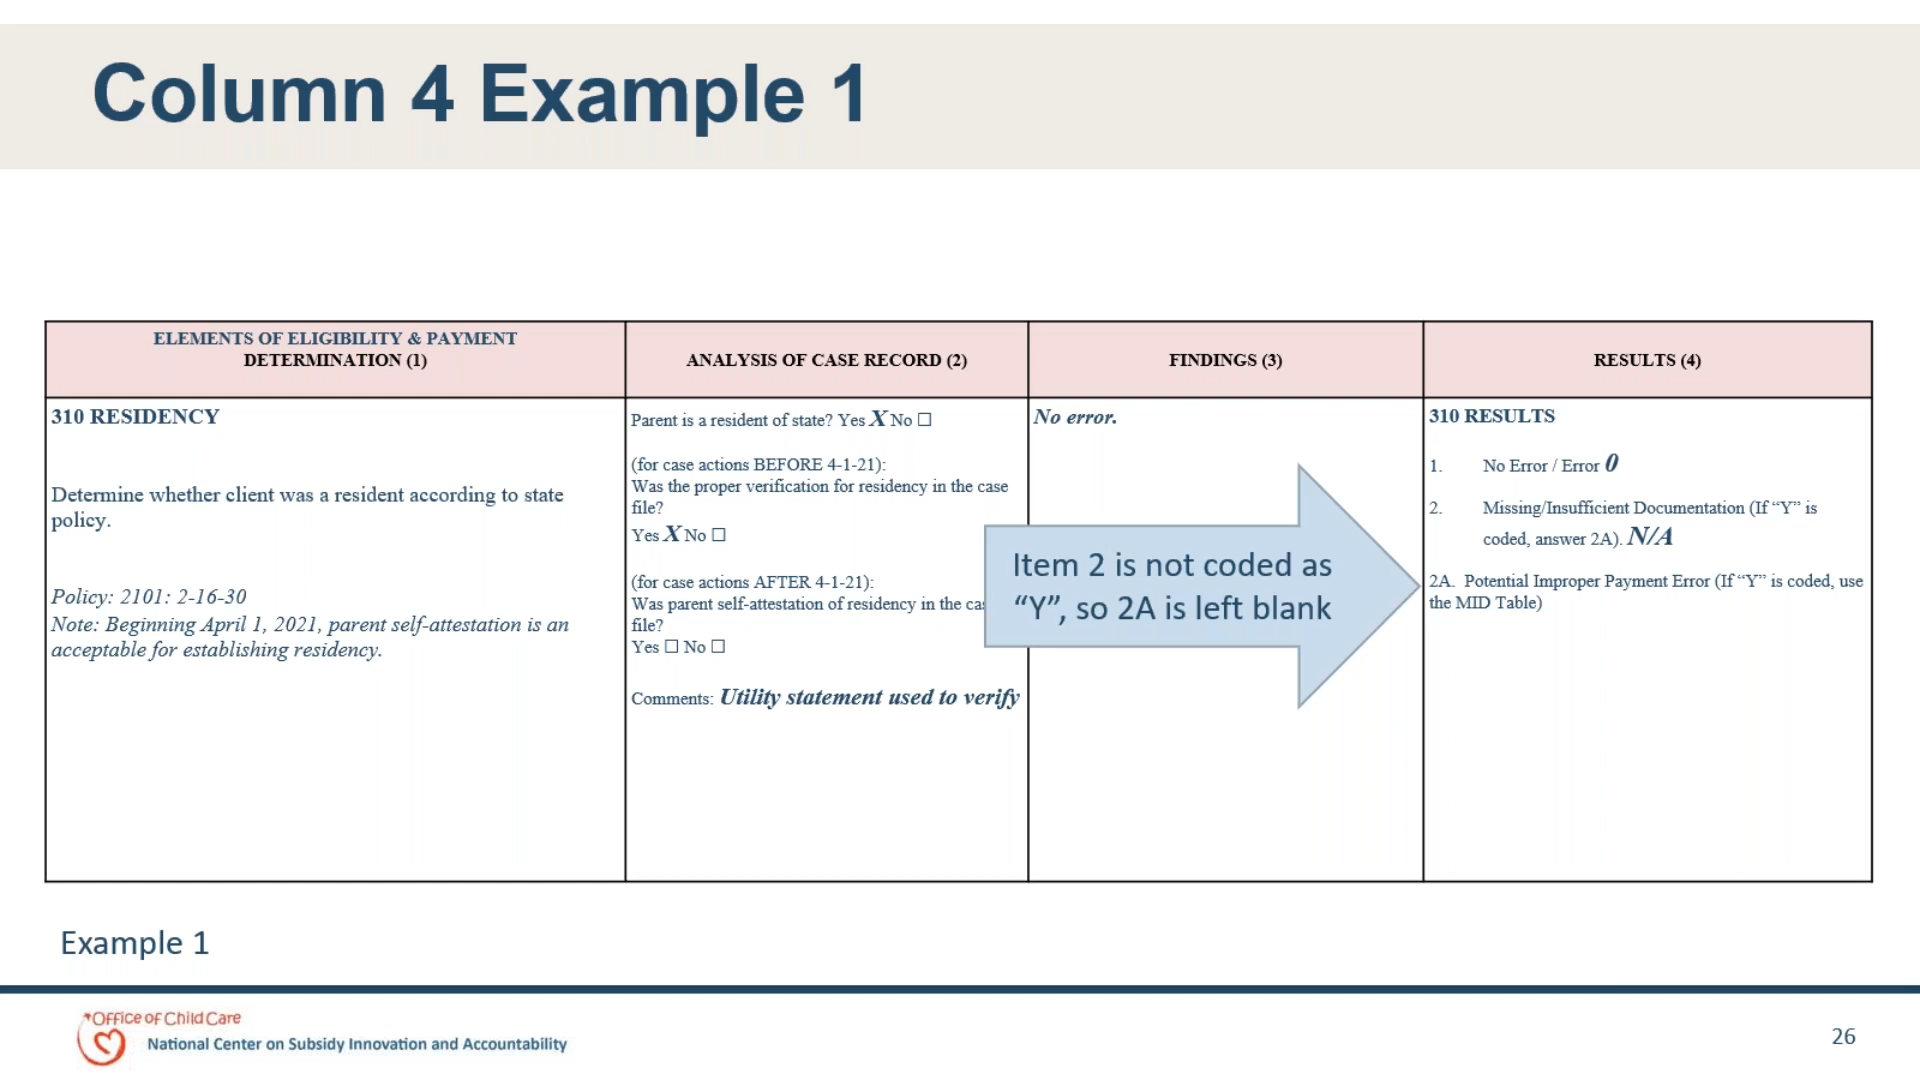 Column 4 Example 1
ELEMENTS OF ELIGIBILITY & PAYMENT
DETERMINATION (1)
ANALYSIS OF CASE RECORD (2)
FINDINGS (3)
RESULTS (4)
310 RESIDENCY
Determine whether client was a resident according to state
policy.
Policy: 2101: 2-16-30
Note: Beginning April 1, 2021, parent self-attestation is an
acceptable for establishing residency.
Parent is a resident of state? Yes X No ☐
(for case actions BEFORE 4-1-21):
Was the proper verification for residency in the case
file?
Yes X No ☐
(for case actions AFTER 4-1-21):
Was parent self-attestation of residency in the
file?
Yes ☐ No ☐
Comments: Utility statement used to verify
No error.
Item 2 is not coded as
“Y”, so 2A is left blank
310 RESULTS
1. No Error / Error 0
2. Missing/Insufficient Documentation (If “Y” is
coded, answer 2A). N/A
2A. Potential Improper Payment Error (If “Y” is coded, use
the MID Table)
Example 1
Office of Child Care
National Center on Subsidy Innovation and Accountability
26